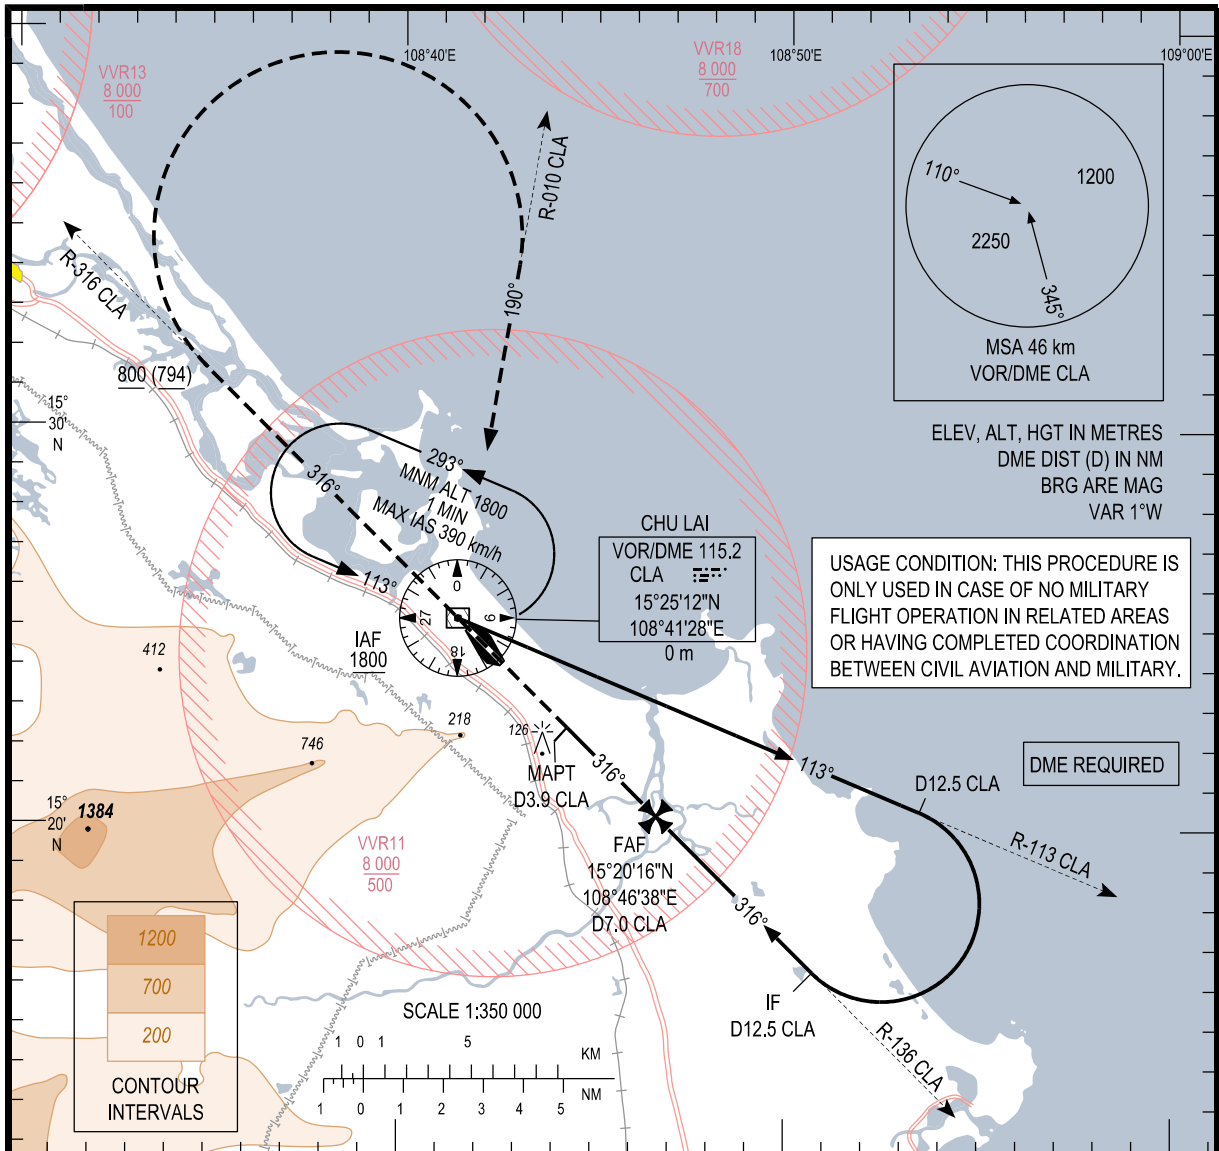 108°40'E
108°50'E
109°00'E
VVR13
8 000
100
VVR18
8 000
700
R-010 CLA
110°
1200
2250
345°
MSA 46 km
VOR/DME CLA
R-316 CLA
190°
800 (794)
15°
30'
N
ELEV, ALT, HGT IN METRES
DME DIST (D) IN NM
BRG ARE MAG
VAR 1°W
293°
MNM ALT 1800
1 MIN
MAX IAS 390 km/h
316°
113°
CHU LAI
VOR/DME 115.2
CLA
15°25'12"N
108°41'28"E
0 m
USAGE CONDITION: THIS PROCEDURE IS
ONLY USED IN CASE OF NO MILITARY
FLIGHT OPERATION IN RELATED AREAS
OR HAVING COMPLETED COORDINATION
BETWEEN CIVIL AVIATION AND MILITARY.
0
27
9
18
IAF
1800
412
218
126
746
MAPT
D3.9 CLA
316°
113°
D12.5 CLA
DME REQUIRED
15°
20'
N
1384
VVR11
8 000
500
FAF
15°20'16"N
108°46'38"E
D7.0 CLA
R-113 CLA
316°
1200
700
200
CONTOUR
INTERVALS
IF
D12.5 CLA
R-136 CLA
SCALE 1:350 000
1 0 1 5
KM
NM
1 0 1 2 3 4 5